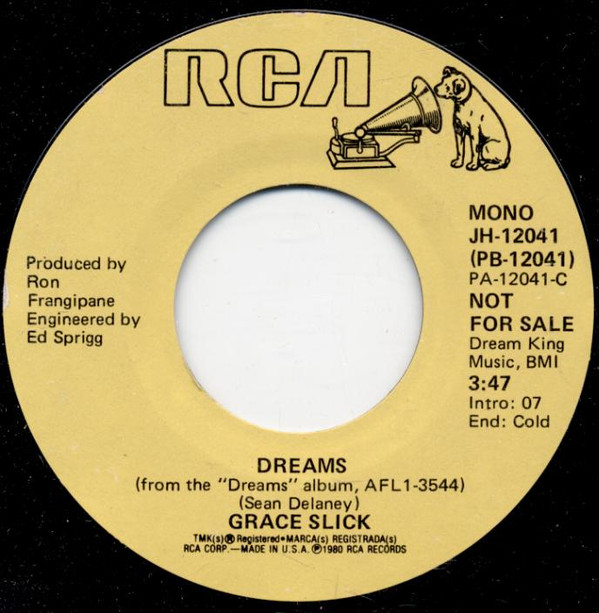 RCA
MONO
JH-12041
(PB-12041)
PA-12041-C
NOT
FOR SALE
Dream King
Music, BMI
3:47
Intro: 07
End: Cold
Produced by
Ron
Frangipane
Engineered by
Ed Sprigg
DREAMS
(from the "Dreams" album, AFL1-3544)
(Sean Delaney)
GRACE SLICK
TMK(s)® Registered•MARCA(s) REGISTRADA(s)
RCA CORP.—MADE IN U.S.A. ℗1980 RCA RECORDS